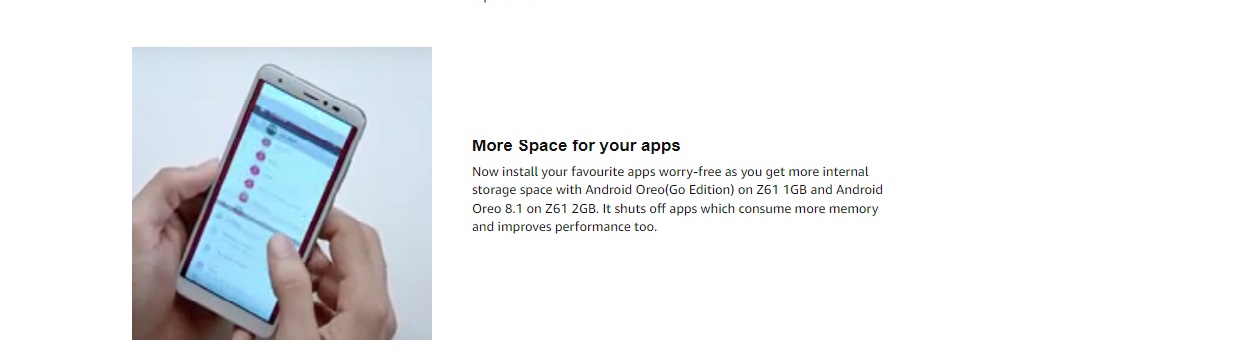 More Space for your apps
Now install your favourite apps worry-free as you get more internal
storage space with Android Oreo(Go Edition) on Z61 1GB and Android
Oreo 8.1 on Z61 2GB. It shuts off apps which consume more memory
and improves performance too.